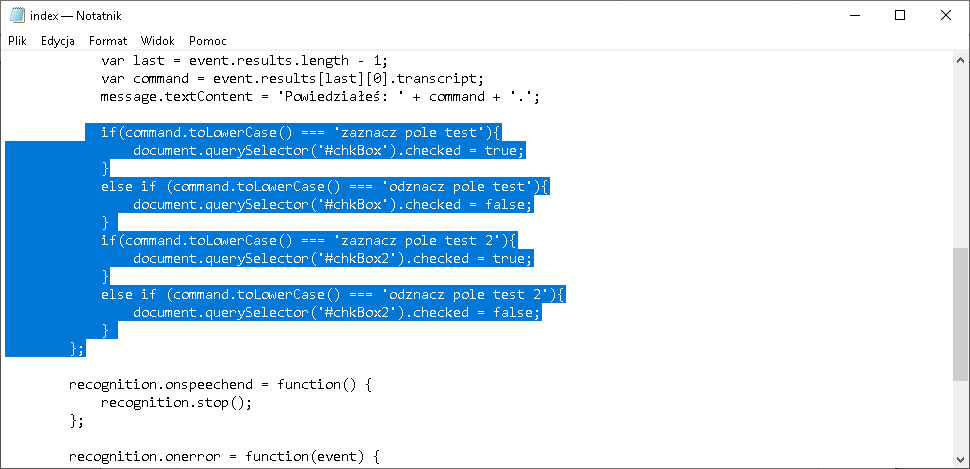 index — Notatnik
Plik Edycja Format Widok Pomoc
var last = event.results.length - 1;
var command = event.results[last][0].transcript;
message.textContent = 'Powiedziałeś: ' + command + '.';
if(command.toLowerCase() === 'zaznacz pole test'){
document.querySelector('#chkBox').checked = true;
}
else if (command.toLowerCase() === 'odznacz pole test'){
document.querySelector('#chkBox').checked = false;
}
if(command.toLowerCase() === 'zaznacz pole test 2'){
document.querySelector('#chkBox2').checked = true;
}
else if (command.toLowerCase() === 'odznacz pole test 2'){
document.querySelector('#chkBox2').checked = false;
}
};
recognition.onspeechend = function() {
recognition.stop();
};
recognition.onerror = function(event) {